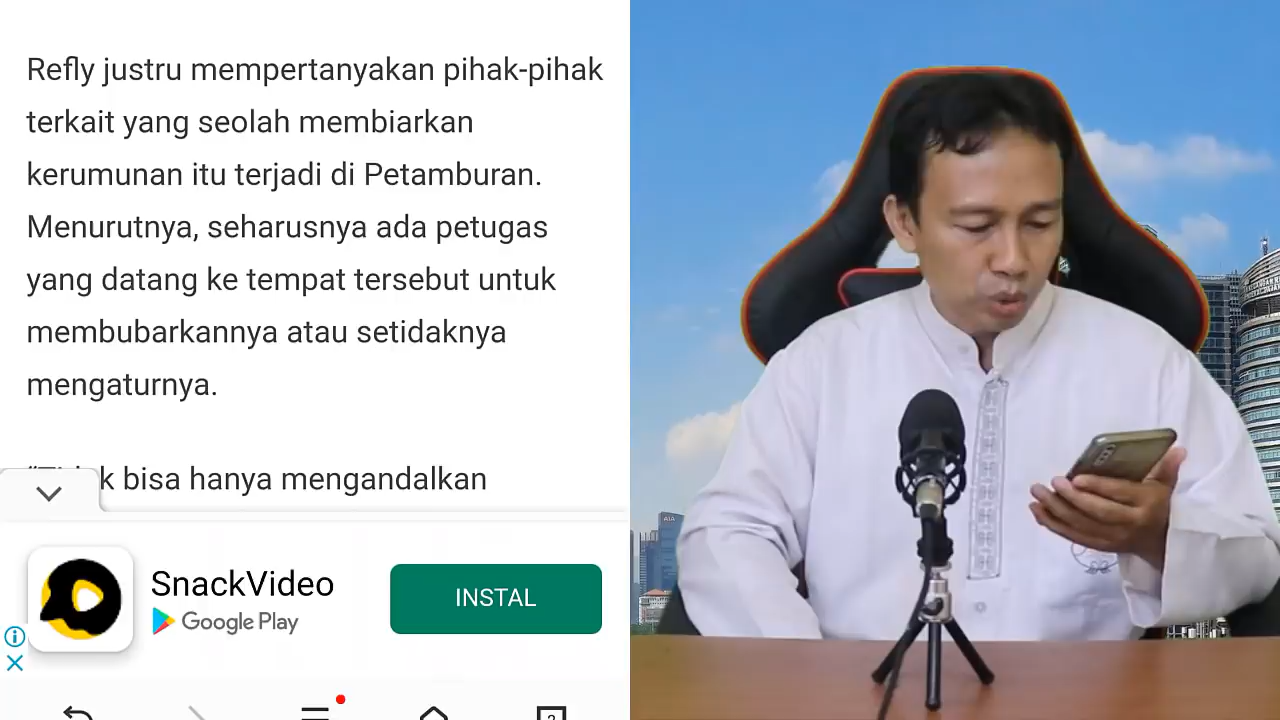 Refly justru mempertanyakan pihak-pihak
terkait yang seolah membiarkan
kerumunan itu terjadi di Petamburan.
Menurutnya, seharusnya ada petugas
yang datang ke tempat tersebut untuk
membubarkannya atau setidaknya
mengaturnya.
bisa hanya mengandalkan
SnackVideo
Google Play
INSTAL
AIA